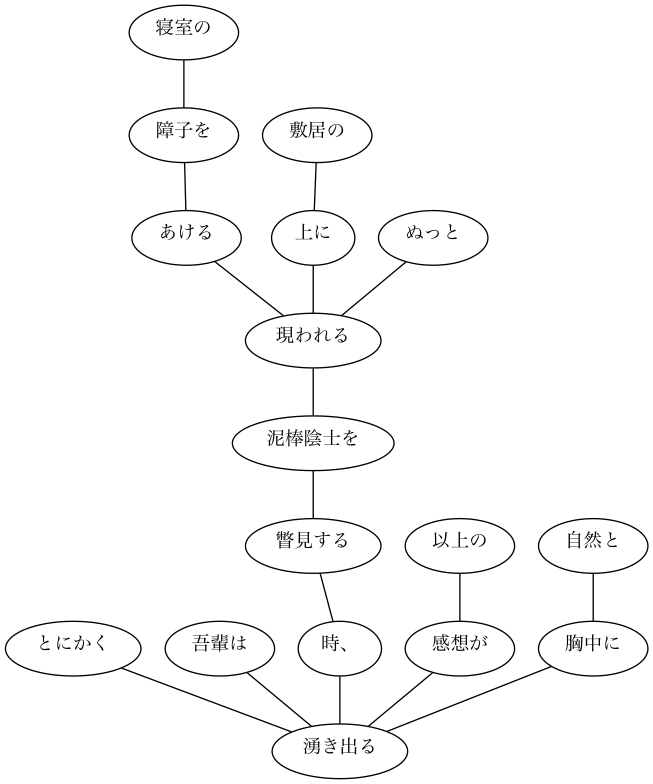 寝室の
障子を
敷居の
あける
上に
ぬっと
現われる
泥棒陰士を
瞥見する
以上の
自然と
とにかく
吾輩は
時、
感想が
胸中に
湧き出る